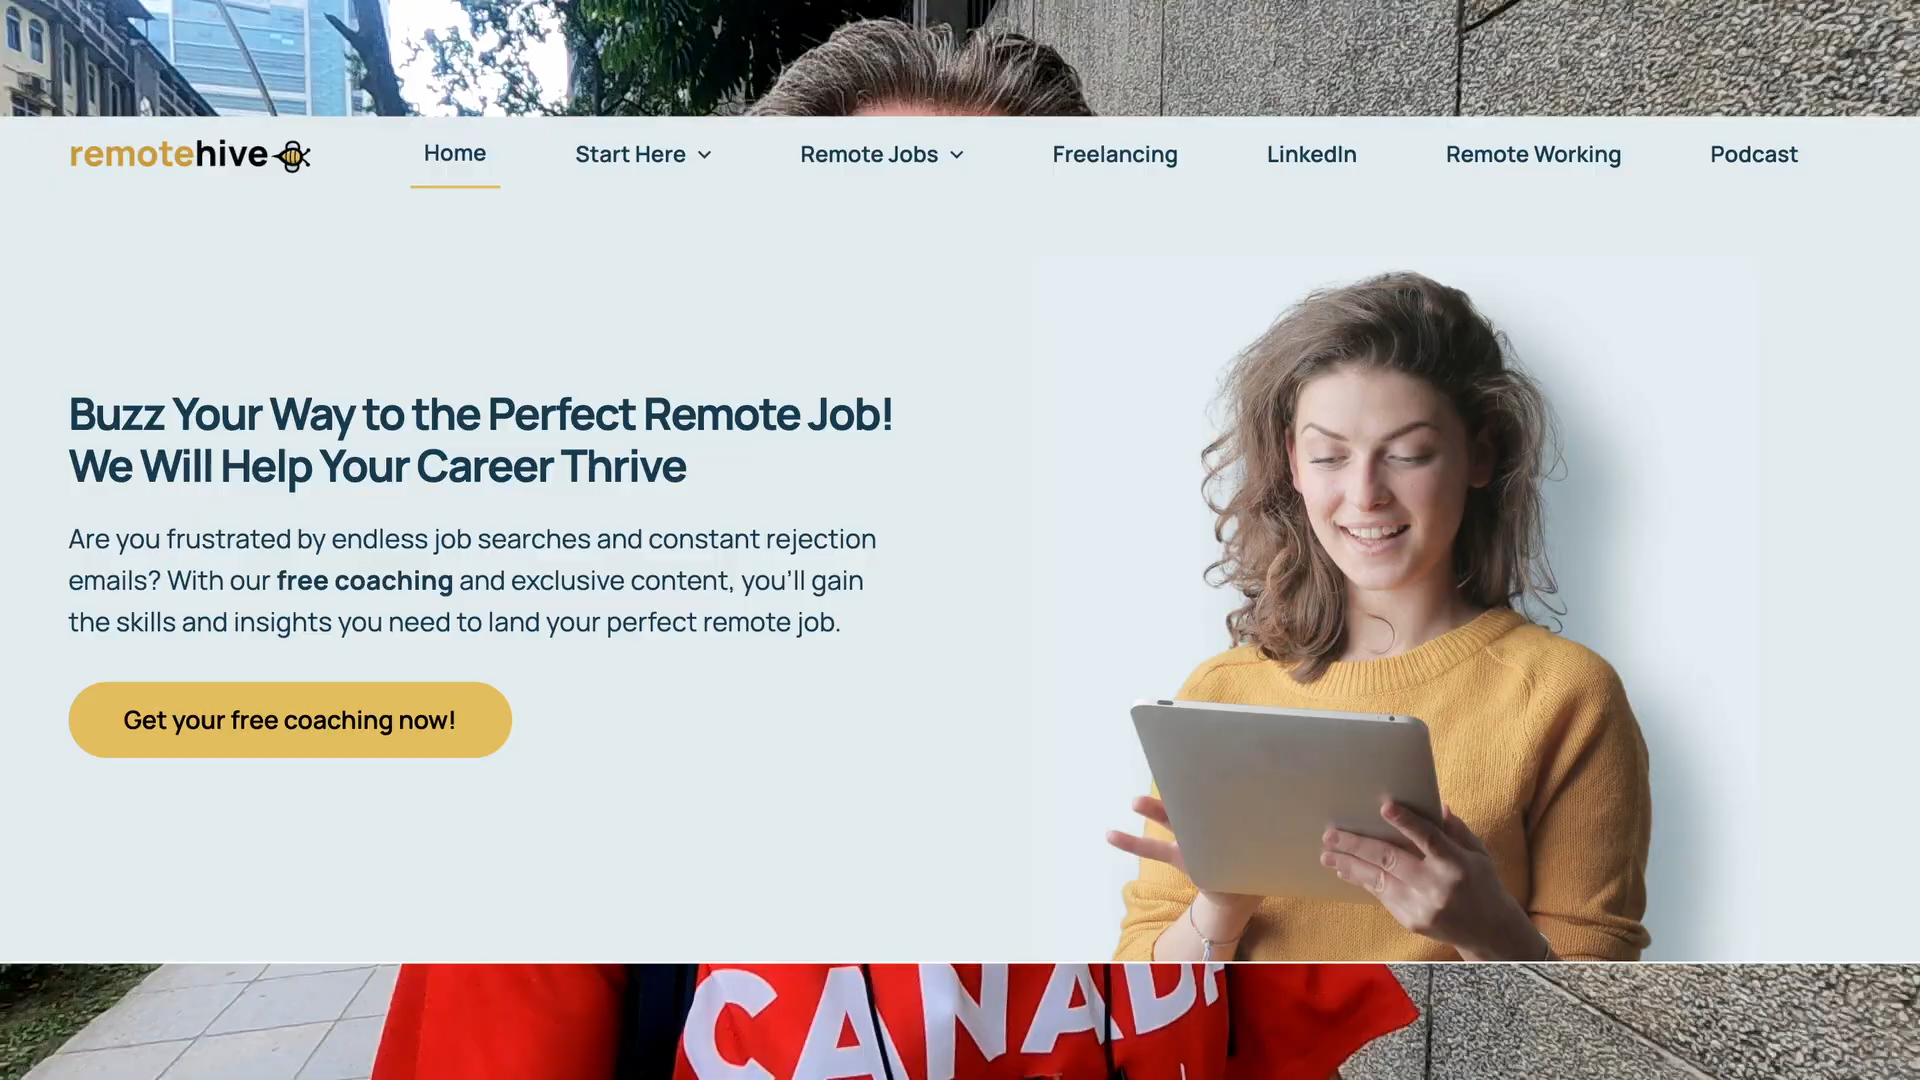 remotehive
Home
Start Here
Remote Jobs
Freelancing
LinkedIn
Remote Working
Podcast
Buzz Your Way to the Perfect Remote Job!
We Will Help Your Career Thrive
Are you frustrated by endless job searches and constant rejection
emails? With our free coaching and exclusive content, you'll gain
the skills and insights you need to land your perfect remote job.
Get your free coaching now!
CANADA